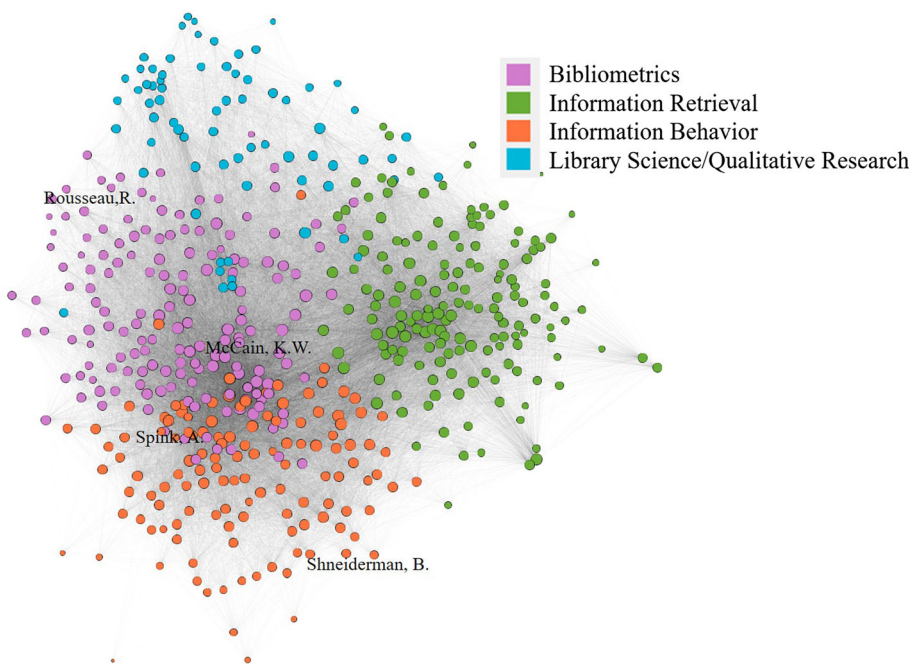 Bibliometrics
Information Retrieval
Information Behavior
Library Science/Qualitative Research
Rousseau,R.
McCain, K.W.
Spink, A.
Shneiderman, B.